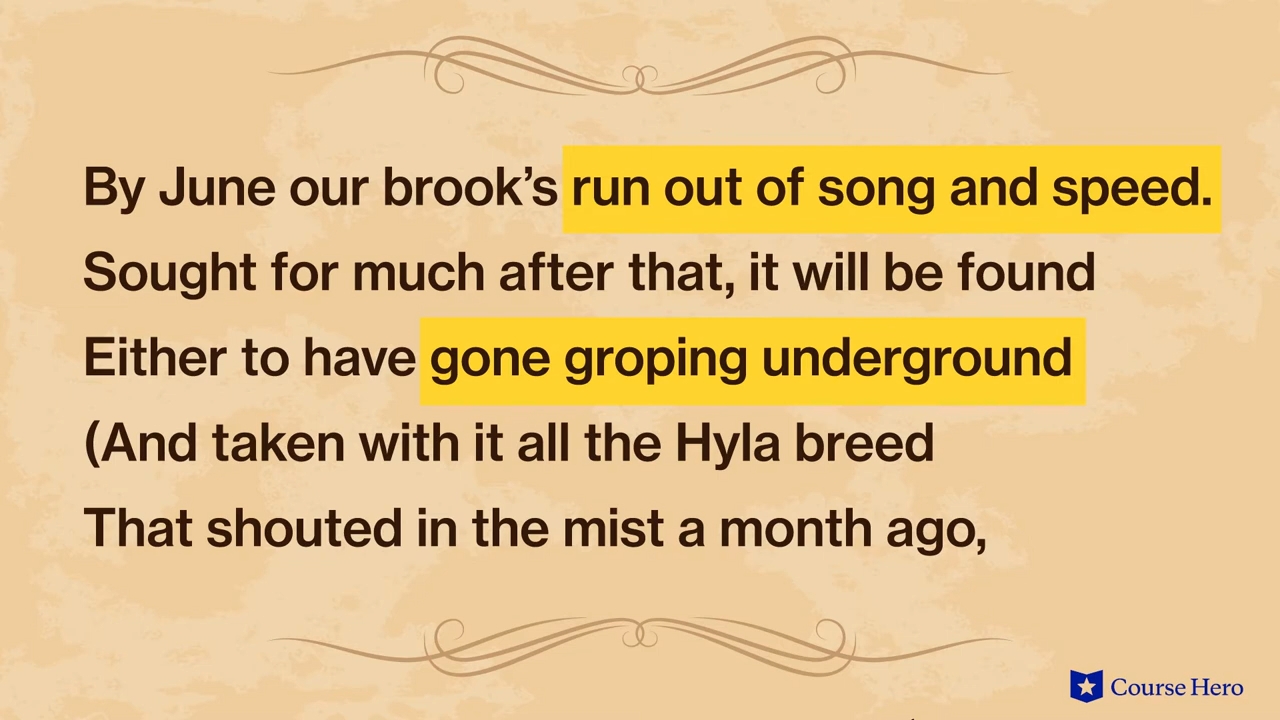 By June our brook’s run out of song and speed.
Sought for much after that, it will be found
Either to have gone groping underground
(And taken with it all the Hyla breed
That shouted in the mist a month ago,
Course Hero